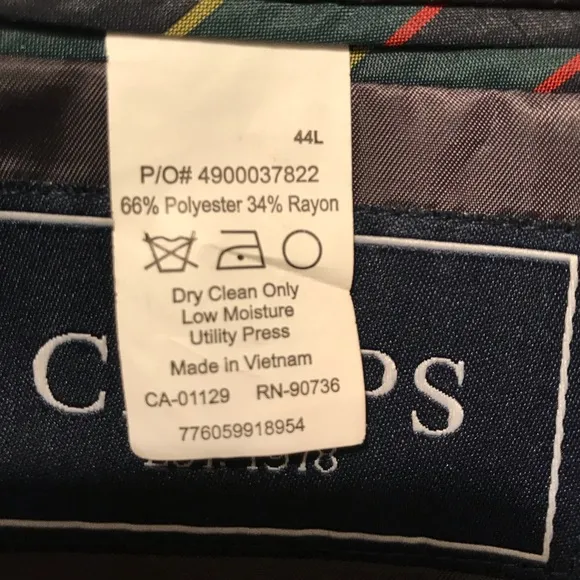 44L
P/O# 4900037822
66% Polyester 34% Rayon
Dry Clean Only
Low Moisture
Utility Press
Made in Vietnam
CA-01129 RN-90736
776059918954